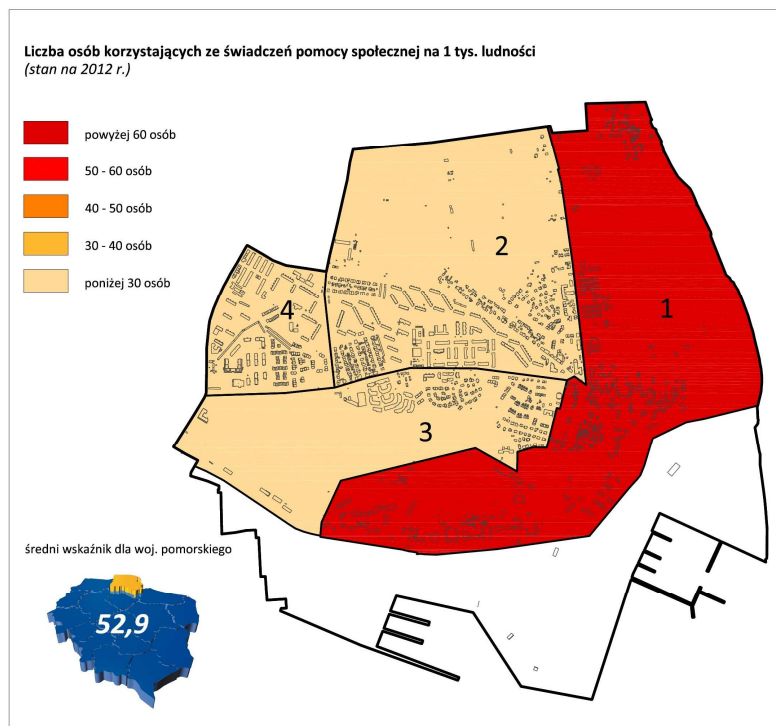 Liczba osób korzystających ze świadczeń pomocy społecznej na 1 tys. ludności
(stan na 2012 r.)
powyżej 60 osób
50 - 60 osób
40 - 50 osób
30 - 40 osób
poniżej 30 osób
2
4
1
3
średni wskaźnik dla woj. pomorskiego
52,9